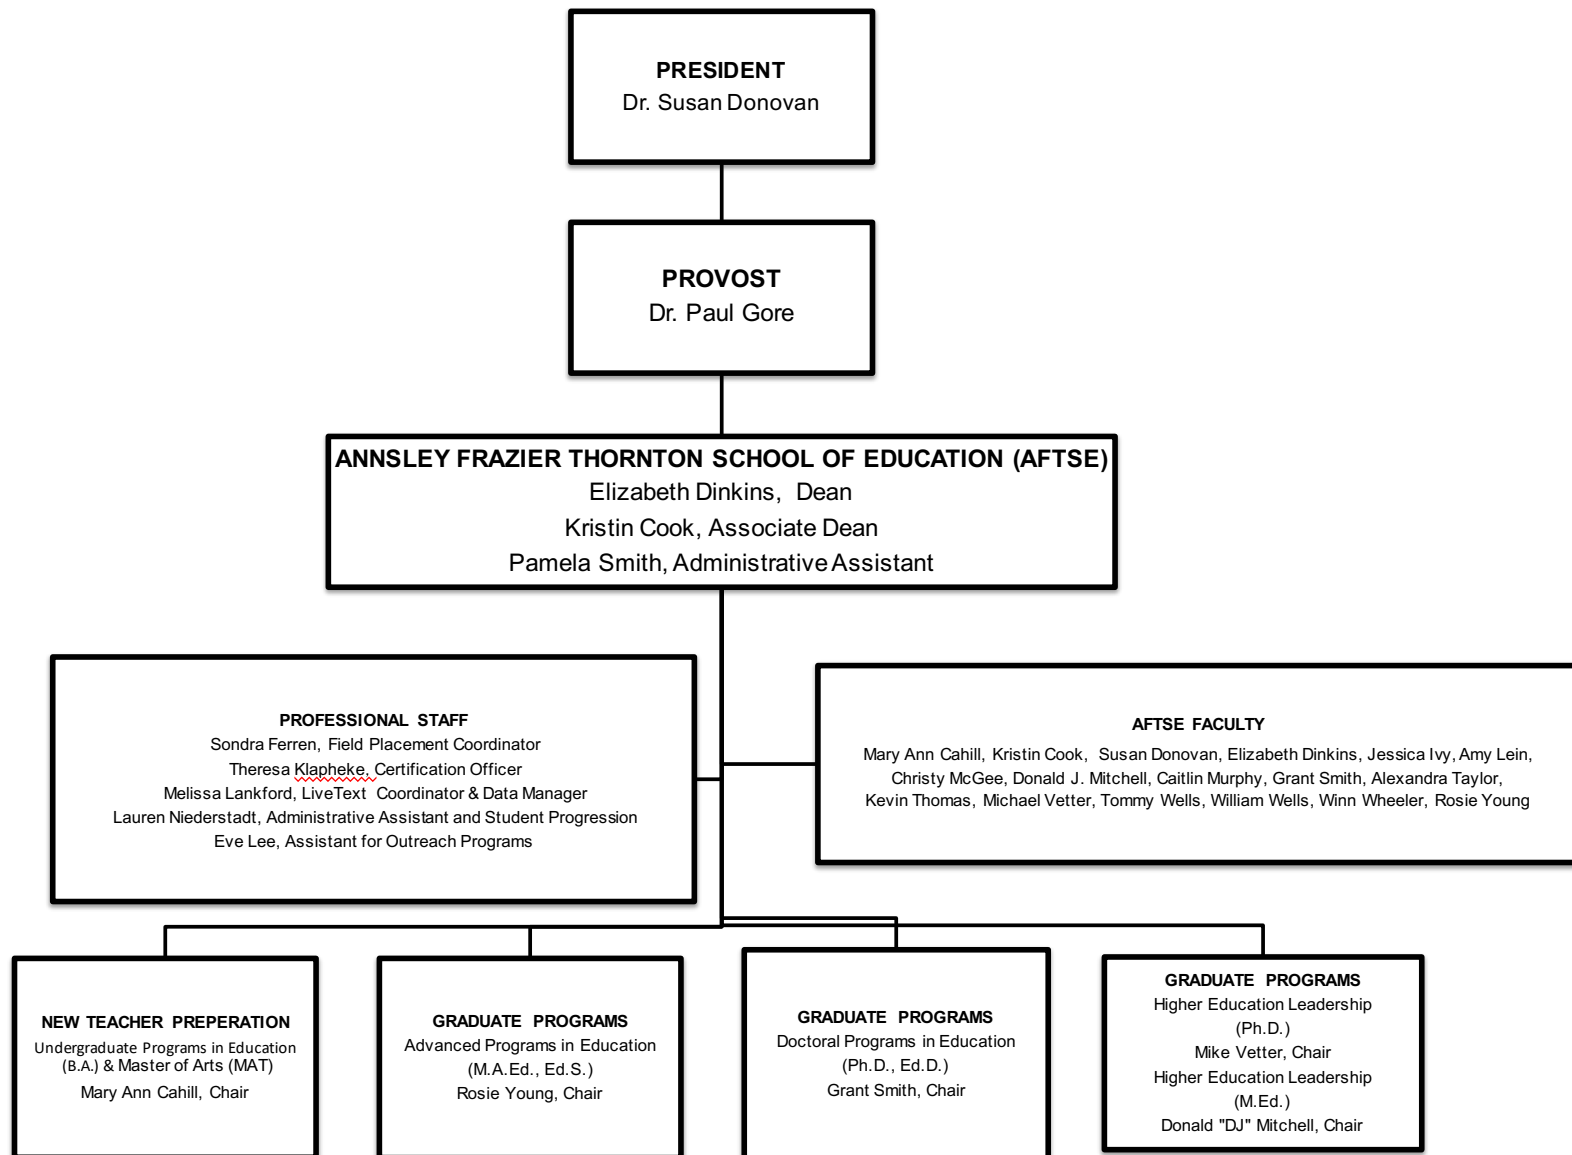 PRESIDENT
Dr. Susan Donovan
PROVOST
Dr. Paul Gore
ANNSLEY FRAZIER THORNTON SCHOOL OF EDUCATION (AFTSE)
Elizabeth Dinkins, Dean
Kristin Cook, Associate Dean
Pamela Smith, Administrative Assistant
PROFESSIONAL STAFF
Sondra Ferren, Field Placement Coordinator
Theresa Klapheke, Certification Officer
Melissa Lankford, LiveText Coordinator & Data Manager
Lauren Niederstadt, Administrative Assistant and Student Progression
Eve Lee, Assistant for Outreach Programs
AFTSE FACULTY
Mary Ann Cahill, Kristin Cook, Susan Donovan, Elizabeth Dinkins, Jessica Ivy, Amy Lein,
Christy McGee, Donald J. Mitchell, Caitlin Murphy, Grant Smith, Alexandra Taylor,
Kevin Thomas, Michael Vetter, Tommy Wells, William Wells, Winn Wheeler, Rosie Young
NEW TEACHER PREPERATION
Undergraduate Programs in Education
(B.A.) & Master of Arts (MAT)
Mary Ann Cahill, Chair
GRADUATE PROGRAMS
Advanced Programs in Education
(M.A.Ed., Ed.S.)
Rosie Young, Chair
GRADUATE PROGRAMS
Doctoral Programs in Education
(Ph.D., Ed.D.)
Grant Smith, Chair
GRADUATE PROGRAMS
Higher Education Leadership
(Ph.D.)
Mike Vetter, Chair
Higher Education Leadership
(M.Ed.)
Donald "DJ" Mitchell, Chair